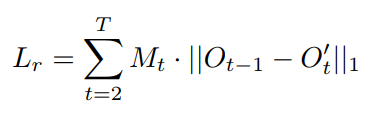 L_r = \sum_{t=2}^{T} M_t \cdot ||O_{t-1} - O'_t||_1